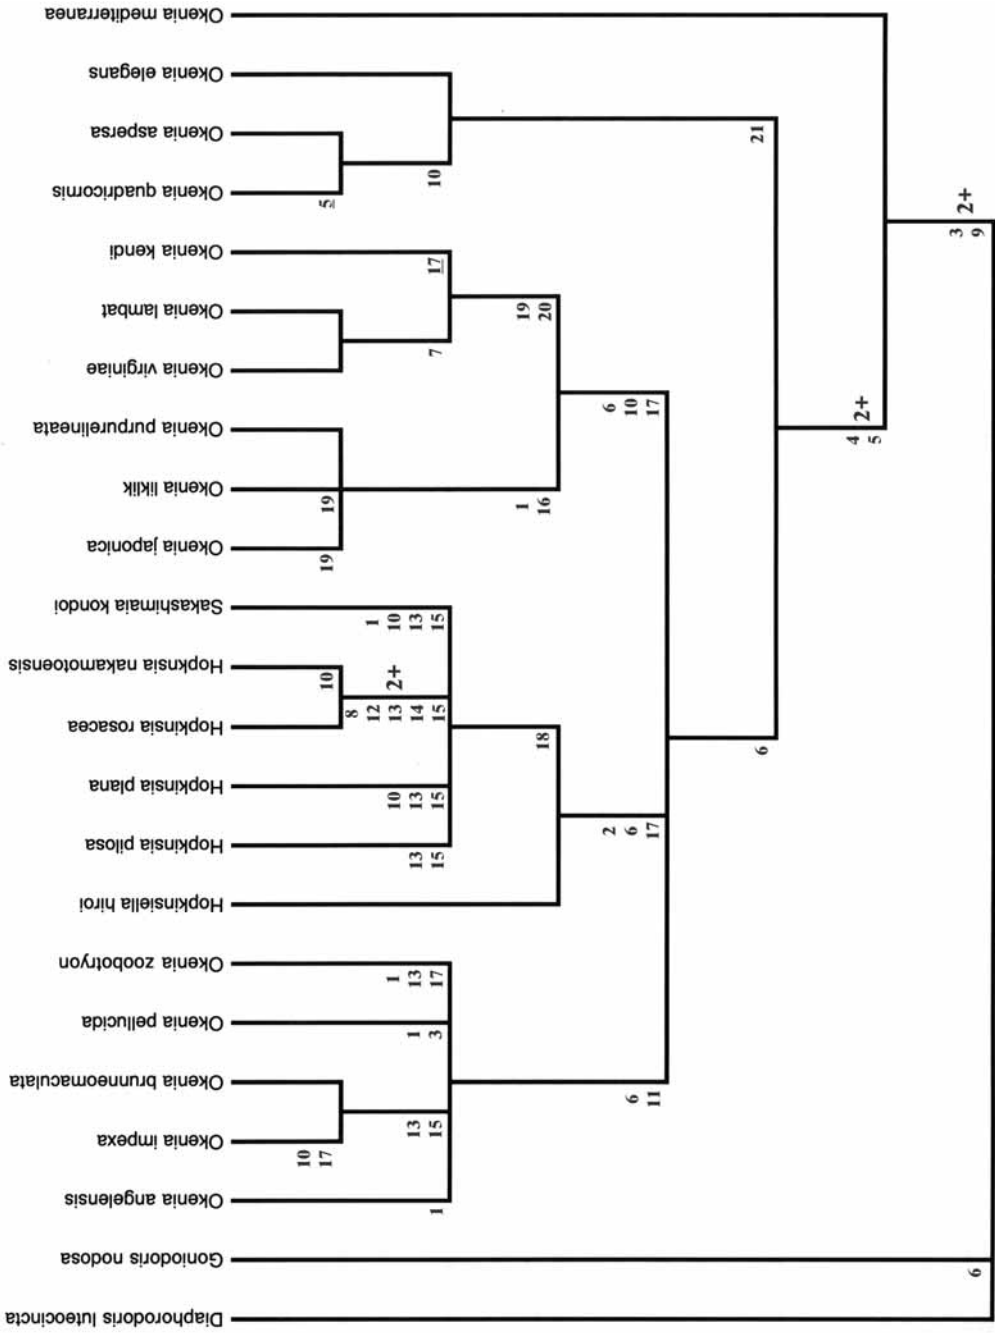 Okenia mediterranea
Okenia elegans
Okenia aspersa
Okenia quadricornis
Okenia kendi
Okenia lambat
Okenia virginiae
Okenia purpurelineata
Okenia liklik
Okenia japonica
Sakashimaia kondoi
Hopknsia nakamotoensis
Hopkinsia rosacea
Hopkinsia plana
Hopkinsia pilosa
Hopkinsiella hiroi
Okenia zoobotryon
Okenia pellucida
Okenia brunneomaculata
Okenia impexa
Okenia angelensis
Goniodoris nodosa
Diaphorodoris luteocincta
5
10
21
17
7
19
20
19
19
1
16
6
10
17
1
10
13
15
10
8
12
13
14
15
2+
10
13
15
13
15
18
2
6
17
1
13
17
1
3
10
17
13
15
1
6
11
6
4
5
2+
3
9
2+
6